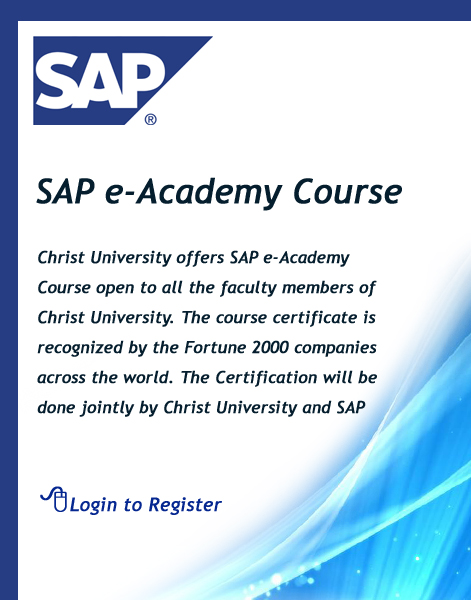 SAP®
SAP e-Academy Course
Christ University offers SAP e-Academy
Course open to all the faculty members of
Christ University. The course certificate is
recognized by the Fortune 2000 companies
across the world. The Certification will be
done jointly by Christ University and SAP
Login to Register